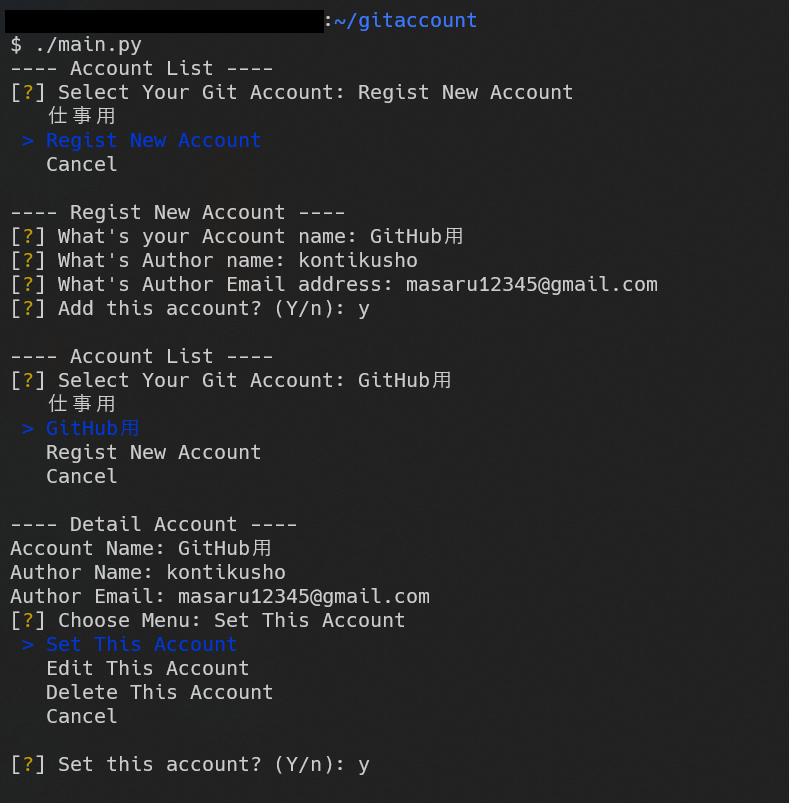 :~/gitaccount
$ ./main.py
---- Account List ----
[?] Select Your Git Account: Regist New Account
仕事用
> Regist New Account
Cancel
---- Regist New Account ----
[?] What's your Account name: GitHub用
[?] What's Author name: kontikusho
[?] What's Author Email address: masaru12345@gmail.com
[?] Add this account? (Y/n): y
---- Account List ----
[?] Select Your Git Account: GitHub用
仕事用
> GitHub用
Regist New Account
Cancel
---- Detail Account ----
Account Name: GitHub用
Author Name: kontikusho
Author Email: masaru12345@gmail.com
[?] Choose Menu: Set This Account
> Set This Account
Edit This Account
Delete This Account
Cancel
[?] Set this account? (Y/n): y